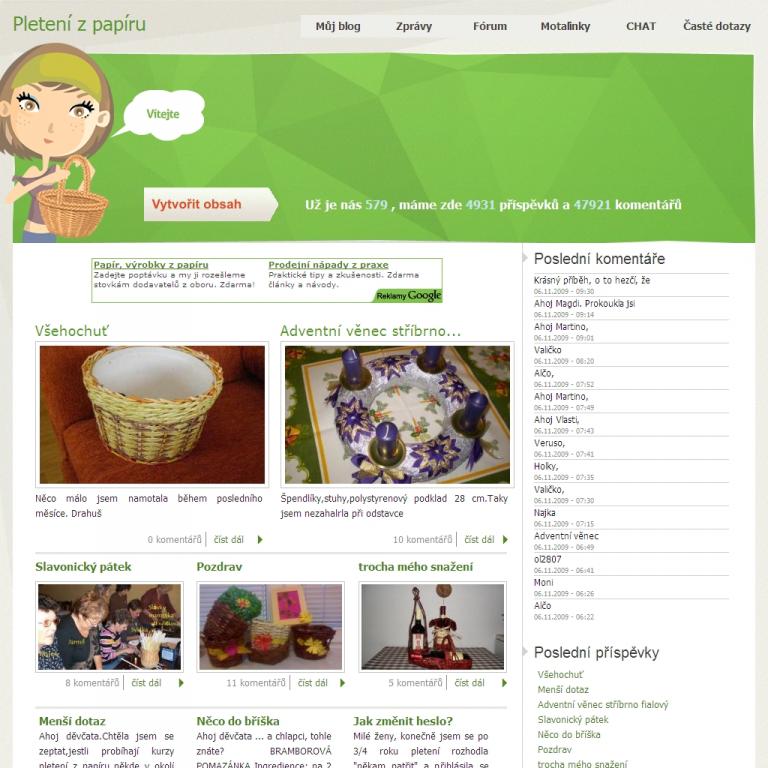 Pletení z papíru
Můj blog Zprávy Fórum Motalinky CHAT Časté dotazy
Vítejte
Vytvořit obsah
Už je nás 579 , máme zde 4931 příspěvků a 47921 komentářů
Papír, výrobky z papíru
Zadejte poptávku a my ji rozešleme
stovkám dodavatelů z oboru. Zdarma!
Prodejní nápady z praxe
Praktické tipy a zkušenosti. Zdarma
články a návody.
Reklamy Google
Všehochuť
Něco málo jsem namotala během posledního
měsíce. Drahuš
0 komentářů číst dál
Adventní věnec stříbrno...
Špendlíky,stuhy,polystyrenový podklad 28 cm.Taky
jsem nezahalrla při odstavce
10 komentářů číst dál
Slavonický pátek
8 komentářů číst dál
Pozdrav
11 komentářů číst dál
trocha mého snažení
5 komentářů číst dál
Menší dotaz
Ahoj děvčata.Chtěla jsem se
zeptat,jestli probíhají kurzy
pletení z papíru někde v okolí
Něco do bříška
Ahoj děvčata ... a chlapci, tohle
znáte? BRAMBOROVÁ
POMAZÁNKA Ingredience: na 2
Jak změnit heslo?
Milé ženy, konečně jsem se po
3/4 roku pletení rozhodla
"někam patřit" a přihlásila se
Poslední komentáře
Krásný příběh, o to hezčí, že
06.11.2009 - 09:30
Ahoj Magdi. Prokoukla jsi
06.11.2009 - 09:14
Ahoj Martino,
06.11.2009 - 09:01
Valičko
06.11.2009 - 08:20
Alčo,
06.11.2009 - 07:52
Ahoj Martino,
06.11.2009 - 07:49
Ahoj Vlasti,
06.11.2009 - 07:43
Veruso,
06.11.2009 - 07:41
Holky,
06.11.2009 - 07:35
Valičko,
06.11.2009 - 07:30
Najka
06.11.2009 - 07:15
Adventní věnec
06.11.2009 - 06:49
ol2807
06.11.2009 - 06:41
Moni
06.11.2009 - 06:26
Alčo
06.11.2009 - 06:22
Poslední příspěvky
Všehochuť
Menší dotaz
Adventní věnec stříbrno fialový
Slavonický pátek
Něco do bříška
Pozdrav
trocha mého snažení